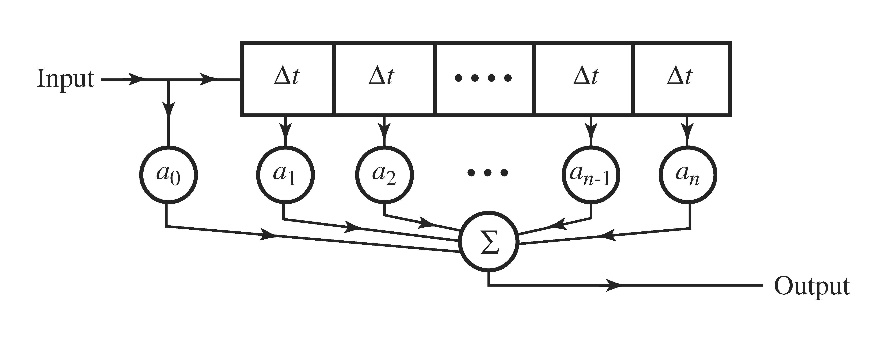 Input Δt Δt •••• Δt Δt
a₀ a₁ a₂ ••• aₙ₋₁ aₙ
Σ
Output